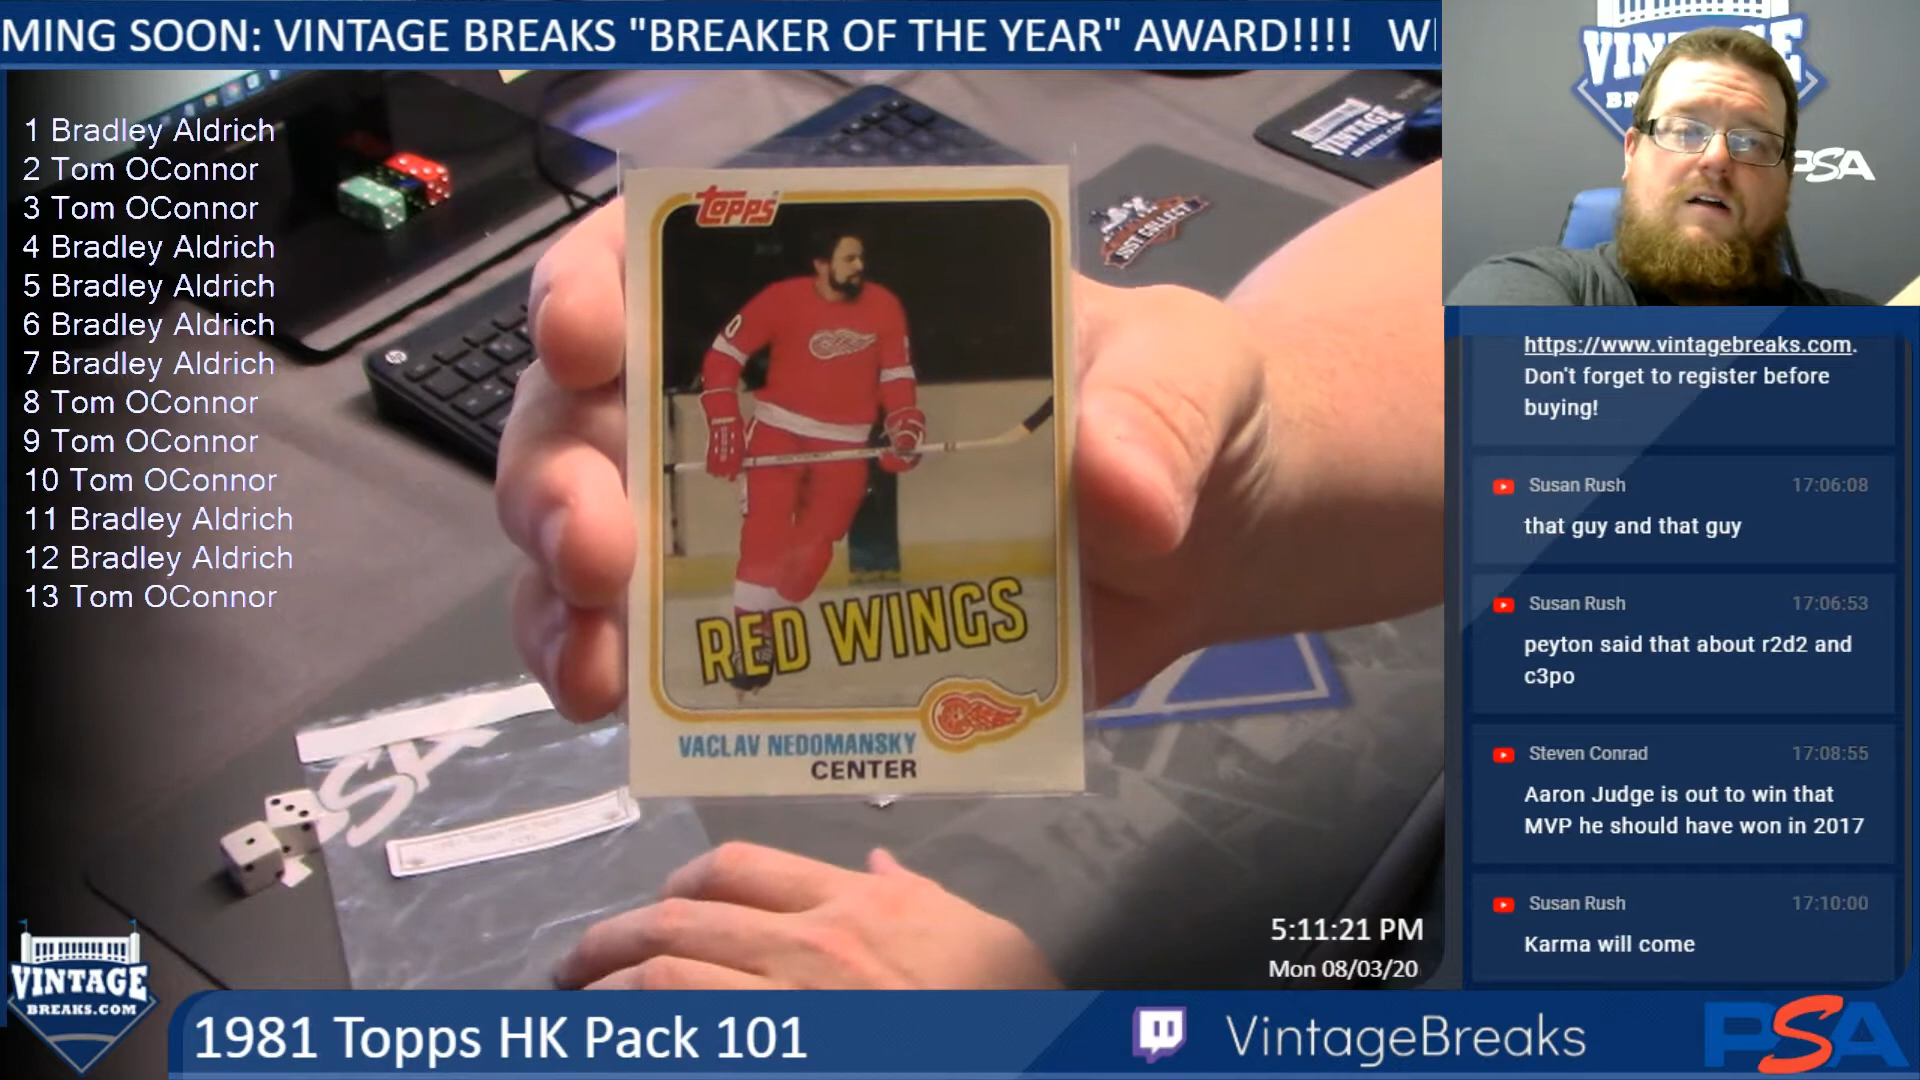 MING SOON: VINTAGE BREAKS "BREAKER OF THE YEAR" AWARD!!!!
1 Bradley Aldrich
2 Tom OConnor
3 Tom OConnor
4 Bradley Aldrich
5 Bradley Aldrich
6 Bradley Aldrich
7 Bradley Aldrich
8 Tom OConnor
9 Tom OConnor
10 Tom OConnor
11 Bradley Aldrich
12 Bradley Aldrich
13 Tom OConnor
VINTAGE
JUST COLLECT
topps
RED WINGS
VACLAV NEDOMANSKY
CENTER
PSA
https://www.vintagebreaks.com.
Don't forget to register before
buying!
Susan Rush 17:06:08
that guy and that guy
Susan Rush 17:06:53
peyton said that about r2d2 and
c3po
Steven Conrad 17:08:55
Aaron Judge is out to win that
MVP he should have won in 2017
Susan Rush 17:10:00
Karma will come
5:11:21 PM
Mon 08/03/20
VINTAGE
BREAKS.COM
1981 Topps HK Pack 101
VintageBreaks
PSA